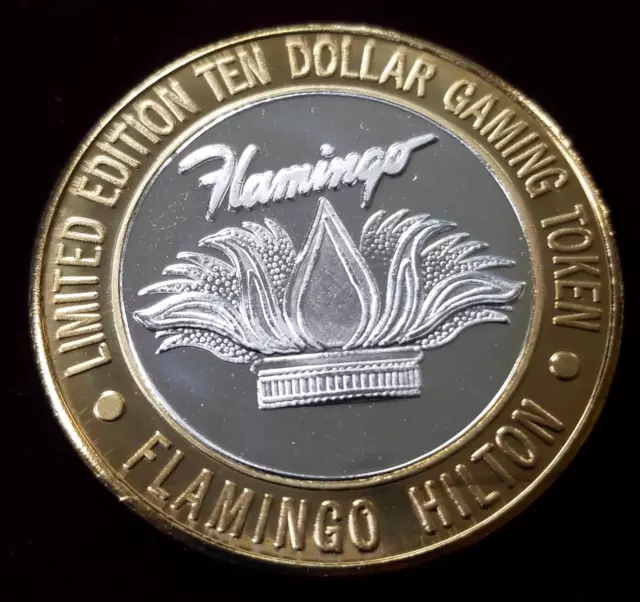 LIMITED EDITION TEN DOLLAR GAMING TOKEN
Flamingo
FLAMINGO HILTON